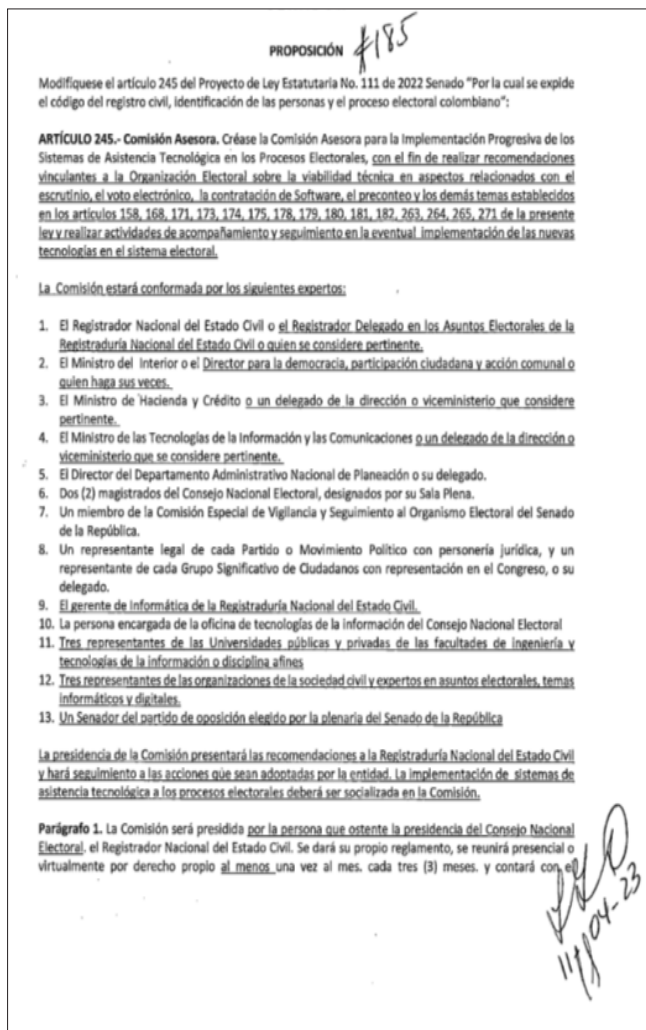 PROPOSICIÓN #185
Modifíquese el artículo 245 del Proyecto de Ley Estatutaria No. 111 de 2022 Senado "Por la cual se expide
el código del registro civil, identificación de las personas y el proceso electoral colombiano":
ARTÍCULO 245.- Comisión Asesora. Créase la Comisión Asesora para la Implementación Progresiva de los
Sistemas de Asistencia Tecnológica en los Procesos Electorales, con el fin de realizar recomendaciones
vinculantes a la Organización Electoral sobre la viabilidad técnica en aspectos relacionados con el
escrutinio, el voto electrónico, la contratación de Software, el preconteo y los demás temas establecidos
en los artículos 158, 168, 171, 173, 174, 175, 178, 179, 180, 181, 182, 263, 264, 265, 271 de la presente
ley y realizar actividades de acompañamiento y seguimiento en la eventual implementación de las nuevas
tecnologías en el sistema electoral.
La Comisión estará conformada por los siguientes expertos:
1. El Registrador Nacional del Estado Civil o el Registrador Delegado en los Asuntos Electorales de la
Registraduría Nacional del Estado Civil o quien se considere pertinente.
2. El Ministro del Interior o el Director para la democracia, participación ciudadana y acción comunal o
quien haga sus veces.
3. El Ministro de Hacienda y Crédito o un delegado de la dirección o viceministerio que considere
pertinente.
4. El Ministro de las Tecnologías de la Información y las Comunicaciones o un delegado de la dirección o
viceministerio que se considere pertinente.
5. El Director del Departamento Administrativo Nacional de Planeación o su delegado.
6. Dos (2) magistrados del Consejo Nacional Electoral, designados por su Sala Plena.
7. Un miembro de la Comisión Especial de Vigilancia y Seguimiento al Organismo Electoral del Senado
de la República.
8. Un representante legal de cada Partido o Movimiento Político con personería jurídica, y un
representante de cada Grupo Significativo de Ciudadanos con representación en el Congreso, o su
delegado.
9. El gerente de Informática de la Registraduría Nacional del Estado Civil.
10. La persona encargada de la oficina de tecnologías de la información del Consejo Nacional Electoral
11. Tres representantes de las Universidades públicas y privadas de las facultades de ingeniería y
tecnologías de la información o disciplina afines
12. Tres representantes de las organizaciones de la sociedad civil y expertos en asuntos electorales, temas
informáticos y digitales.
13. Un Senador del partido de oposición elegido por la plenaria del Senado de la República
La presidencia de la Comisión presentará las recomendaciones a la Registraduría Nacional del Estado Civil
y hará seguimiento a las acciones que sean adoptadas por la entidad. La implementación de sistemas de
asistencia tecnológica a los procesos electorales deberá ser socializada en la Comisión.
Parágrafo 1. La Comisión será presidida por la persona que ostente la presidencia del Consejo Nacional
Electoral. el Registrador Nacional del Estado Civil. Se dará su propio reglamento, se reunirá presencial o
virtualmente por derecho propio al menos una vez al mes. cada tres (3) meses. y contará con el
04-23